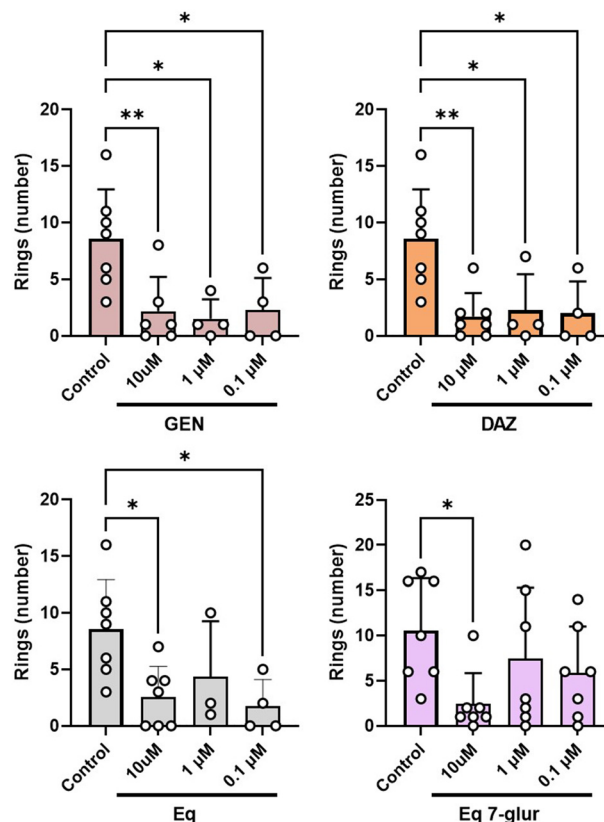 *
*
**
Rings (number)
20
15
10
5
0
Control
10uM
1 μM
0.1 μM
GEN
*
*
**
Rings (number)
20
15
10
5
0
Control
10 μM
1 μM
0.1 μM
DAZ
*
*
Rings (number)
20
15
10
5
0
Control
10uM
1 μM
0.1 μM
Eq
*
Rings (number)
25
20
15
10
5
0
Control
10uM
1 μM
0.1 μM
Eq 7-glur